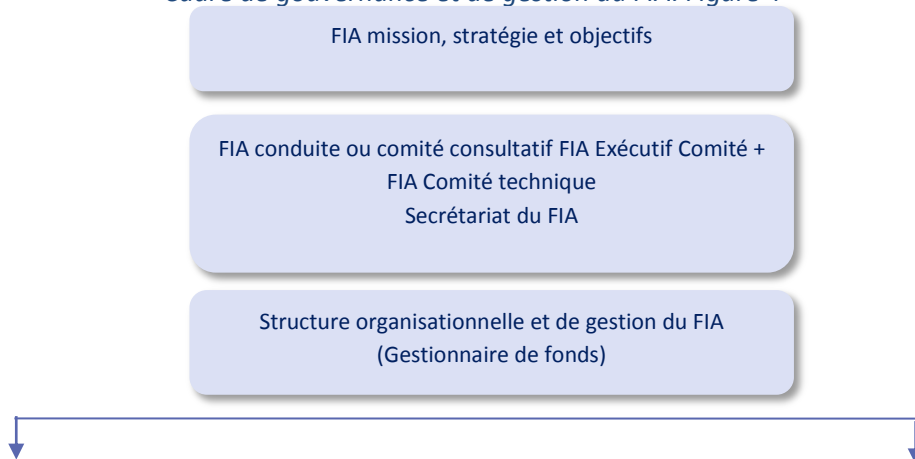 FIA mission, stratégie et objectifs
FIA conduite ou comité consultatif FIA Exécutif Comité +
FIA Comité technique
Secrétariat du FIA
Structure organisationnelle et de gestion du FIA
(Gestionnaire de fonds)